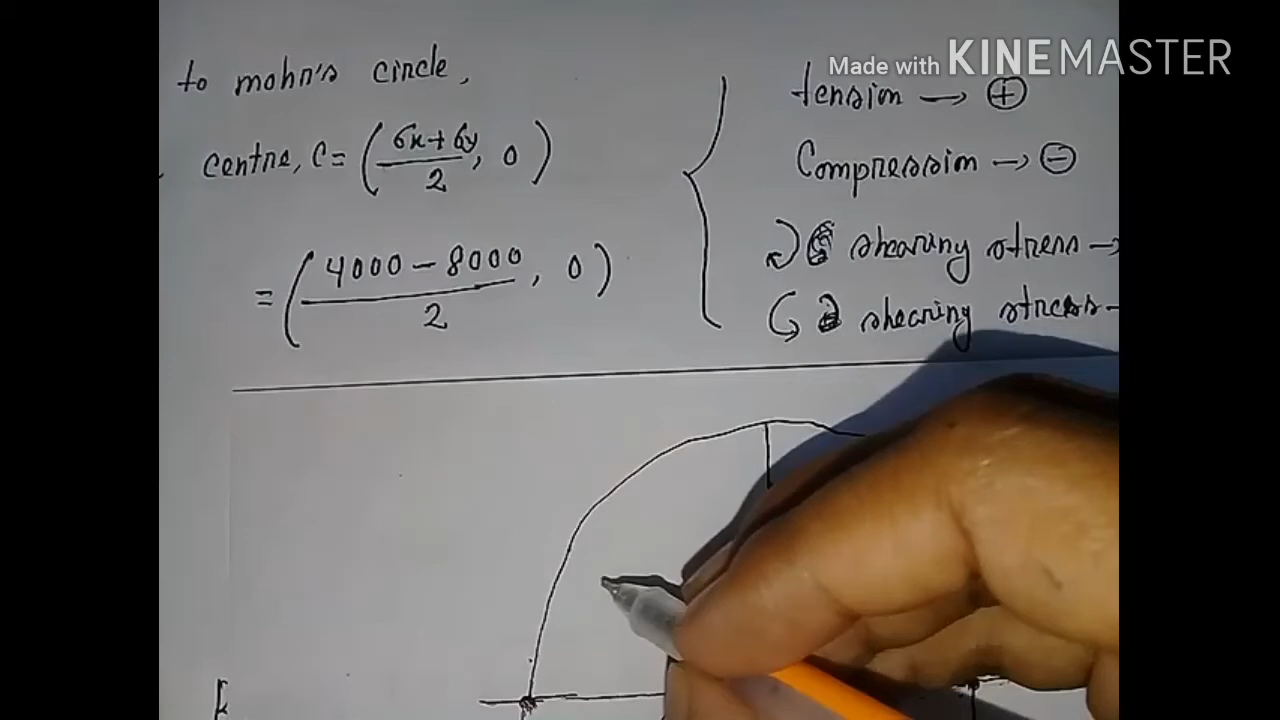 Made with KINEMASTER
to mohr's circle,
centre, C = (σx + σy / 2, 0)
= (4000 - 8000 / 2, 0)
tension → ⊕
Compression → ⊖
shearing stress →
shearing stress -